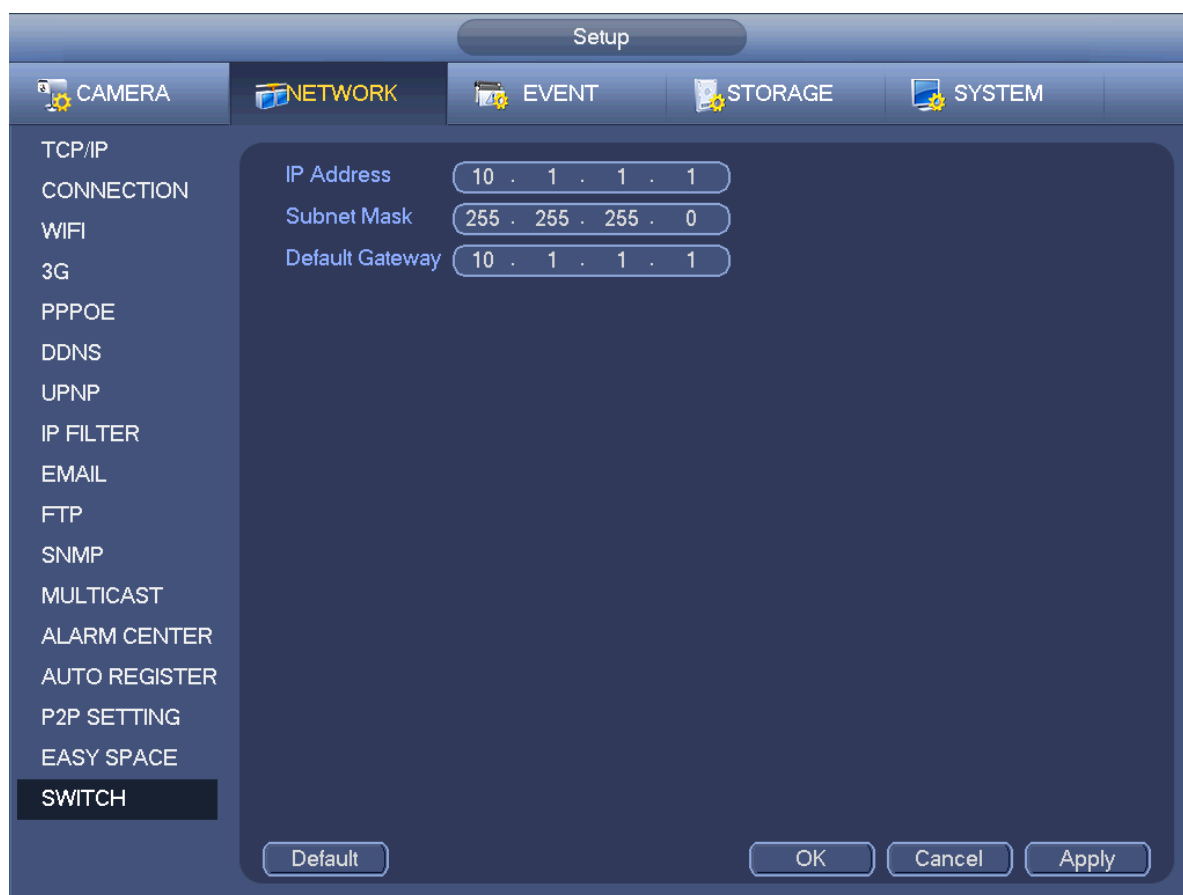 Setup
CAMERA NETWORK EVENT STORAGE SYSTEM
TCP/IP
CONNECTION
WIFI
3G
PPPOE
DDNS
UPNP
IP FILTER
EMAIL
FTP
SNMP
MULTICAST
ALARM CENTER
AUTO REGISTER
P2P SETTING
EASY SPACE
SWITCH
IP Address 10 . 1 . 1 . 1
Subnet Mask 255 . 255 . 255 . 0
Default Gateway 10 . 1 . 1 . 1
Default OK Cancel Apply